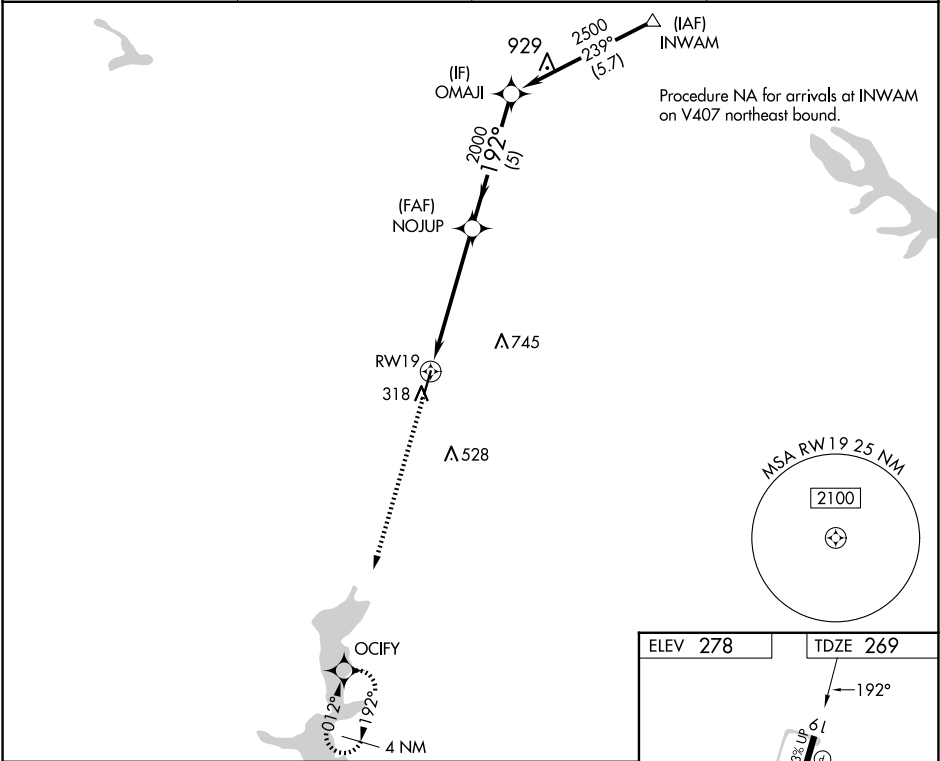 2500
239°
(5.7)
(IAF)
INWAM
929
(IF)
OMAJI
Procedure NA for arrivals at INWAM
on V407 northeast bound.
2000
192°
(5)
(FAF)
NOJUP
745
RW19
318
528
MSA RW19 25 NM
2100
OCIFY
012°
192°
4 NM
ELEV 278
TDZE 269
192°
19
3% UP
P